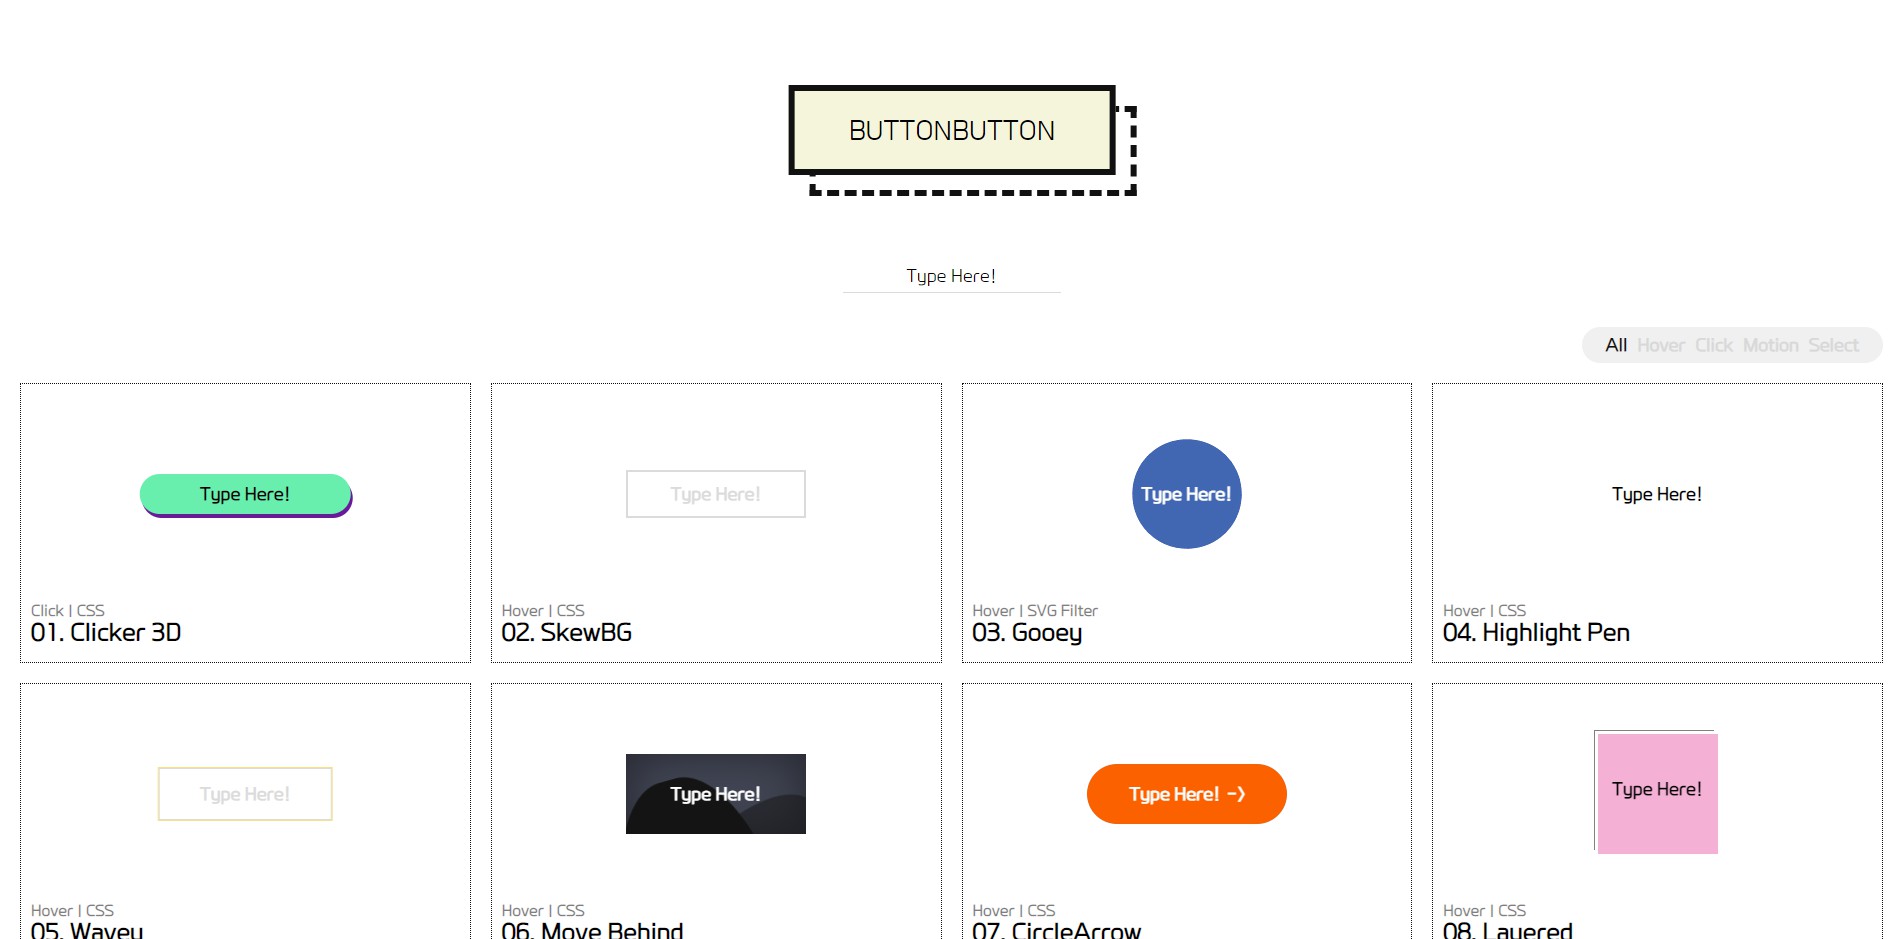 BUTTONBUTTON
Type Here!
All Hover Click Motion Select
Type Here!
Click | CSS
01. Clicker 3D
Type Here!
Hover | CSS
02. SkewBG
Type Here!
Hover | SVG Filter
03. Gooey
Type Here!
Hover | CSS
04. Highlight Pen
Type Here!
Hover | CSS
05. Wavey
Type Here!
Hover | CSS
06. Move Behind
Type Here! ->
Hover | CSS
07. CircleArrow
Type Here!
Hover | CSS
08. Layered